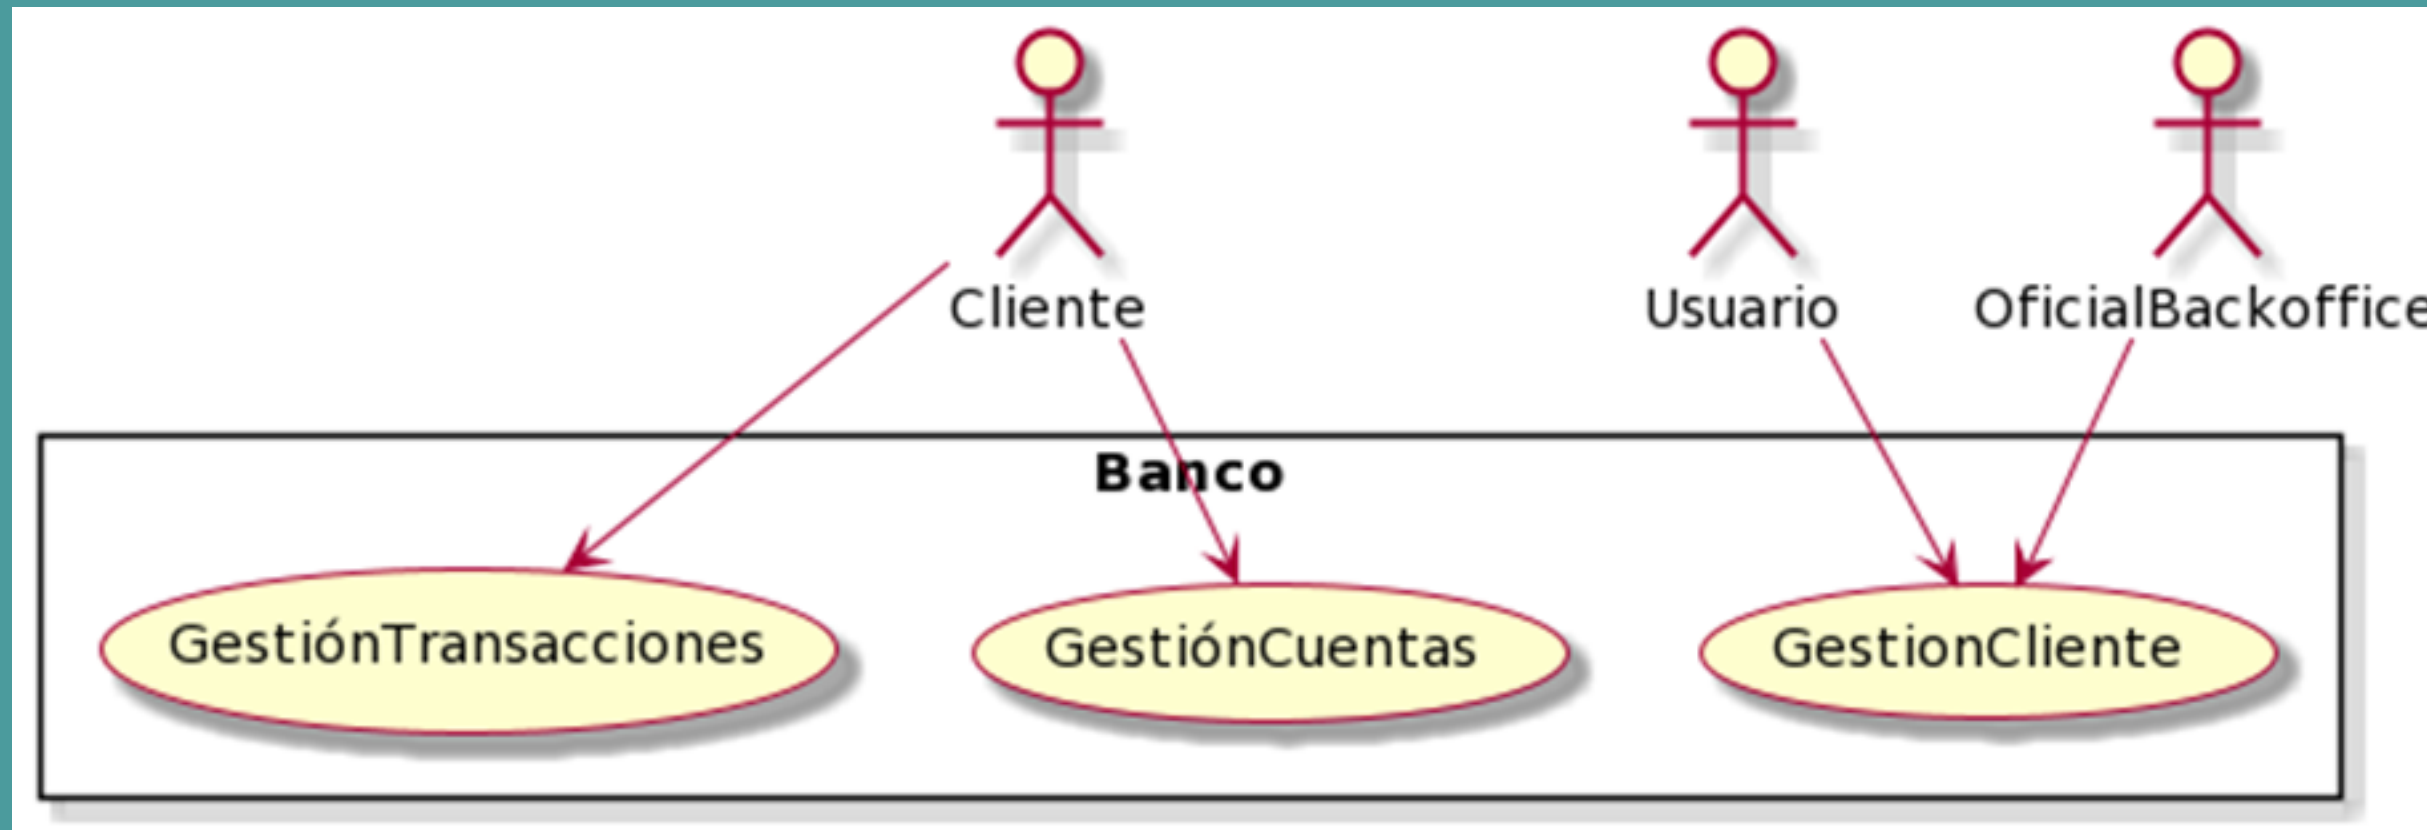 Cliente
Usuario
OficialBackoffice
Banco
GestiónTransacciones
GestiónCuentas
GestionCliente